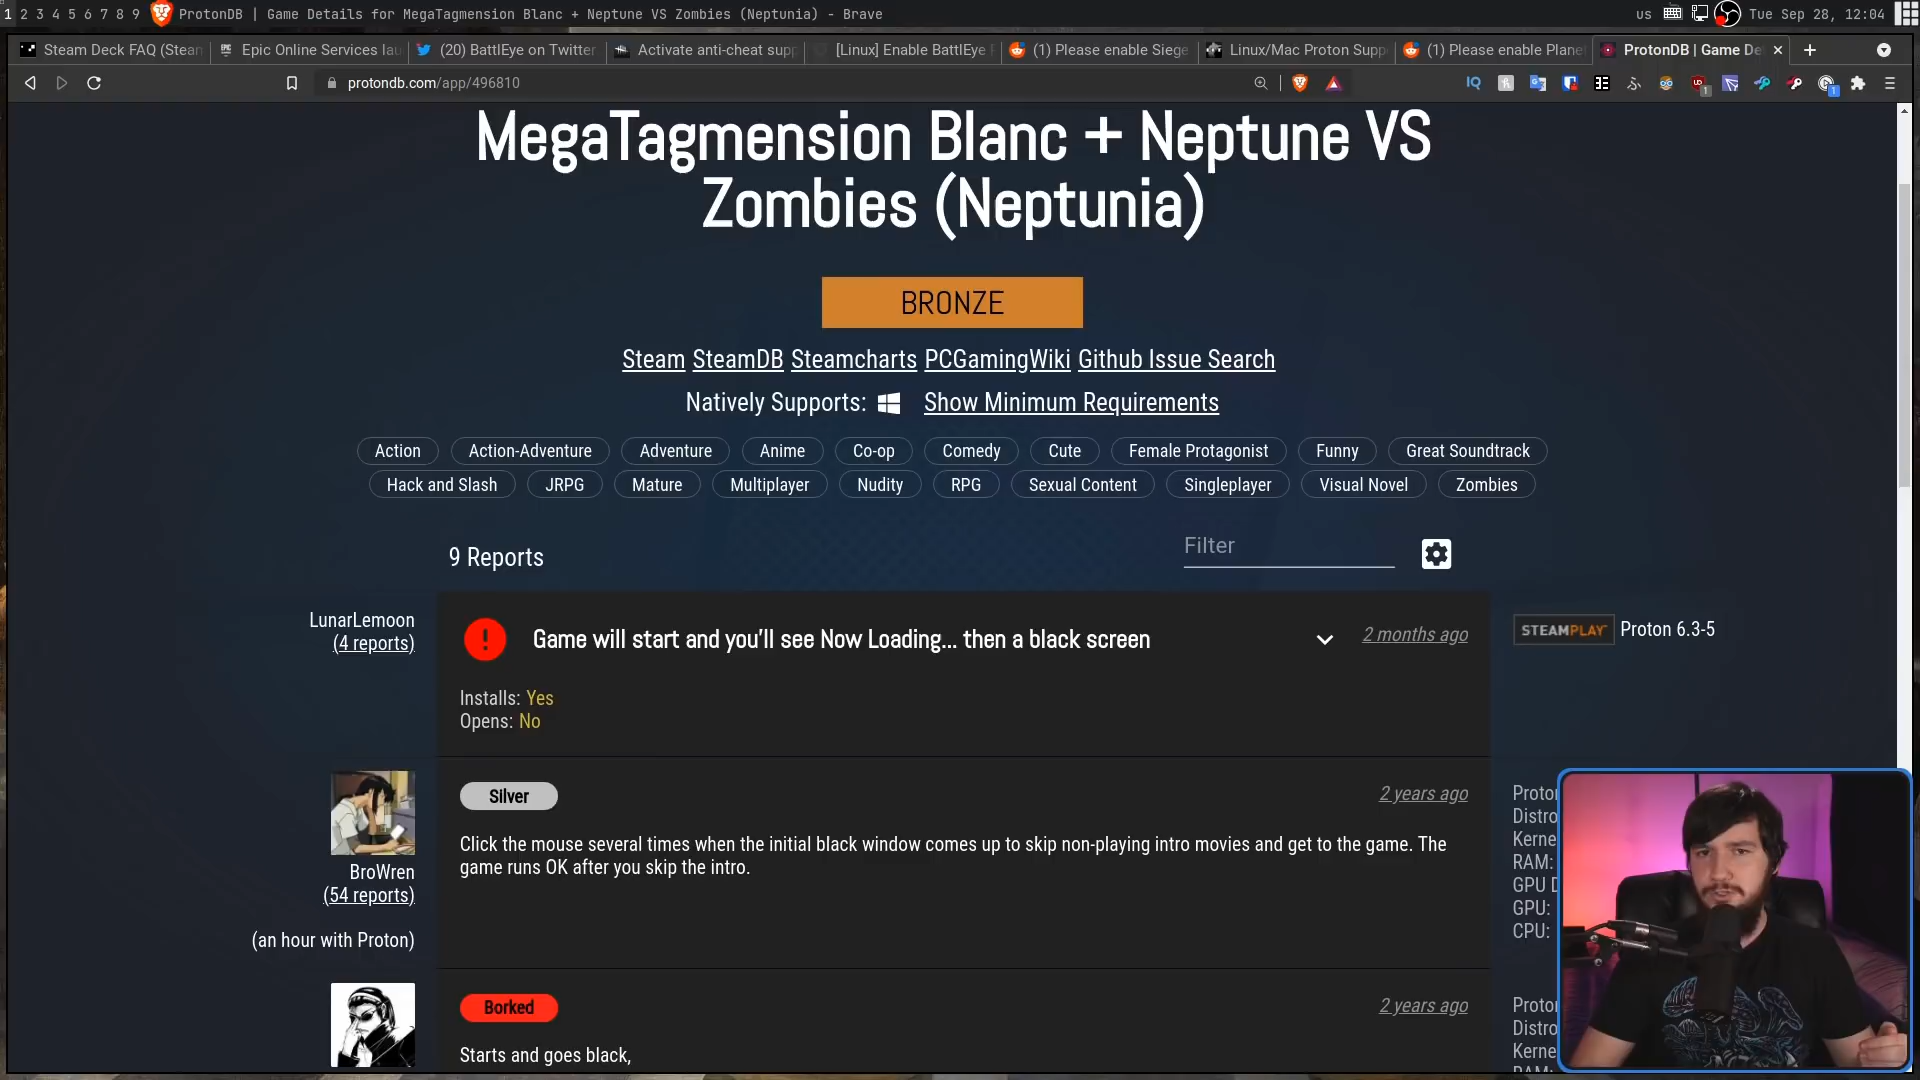 1 2 3 4 5 6 7 8 9 ProtonDB | Game Details for MegaTagmension Blanc + Neptune VS Zombies (Neptunia) - Brave
us Tue Sep 28, 12:04
Steam Deck FAQ (Stea
Epic Online Services lau
(20) BattlEye on Twitter
Activate anti-cheat supp
[Linux] Enable BattlEye
(1) Please enable Siege
Linux/Mac Proton Supp
(1) Please enable Plane
ProtonDB | Game De
protondb.com/app/496810
MegaTagmension Blanc + Neptune VS
Zombies (Neptunia)
BRONZE
Steam SteamDB Steamcharts PCGamingWiki Github Issue Search
Natively Supports: Show Minimum Requirements
Action Action-Adventure Adventure Anime Co-op Comedy Cute Female Protagonist Funny Great Soundtrack
Hack and Slash JRPG Mature Multiplayer Nudity RPG Sexual Content Singleplayer Visual Novel Zombies
9 Reports
Filter
LunarLemoon
(4 reports)
Game will start and you'll see Now Loading... then a black screen
2 months ago
STEAMPLAY Proton 6.3-5
Installs: Yes
Opens: No
BroWren
(54 reports)
(an hour with Proton)
Silver
2 years ago
Click the mouse several times when the initial black window comes up to skip non-playing intro movies and get to the game. The
game runs OK after you skip the intro.
Proton
Distro
Kerne
RAM:
GPU D
GPU:
CPU:
Borked
2 years ago
Starts and goes black,
Proton
Distro
Kerne